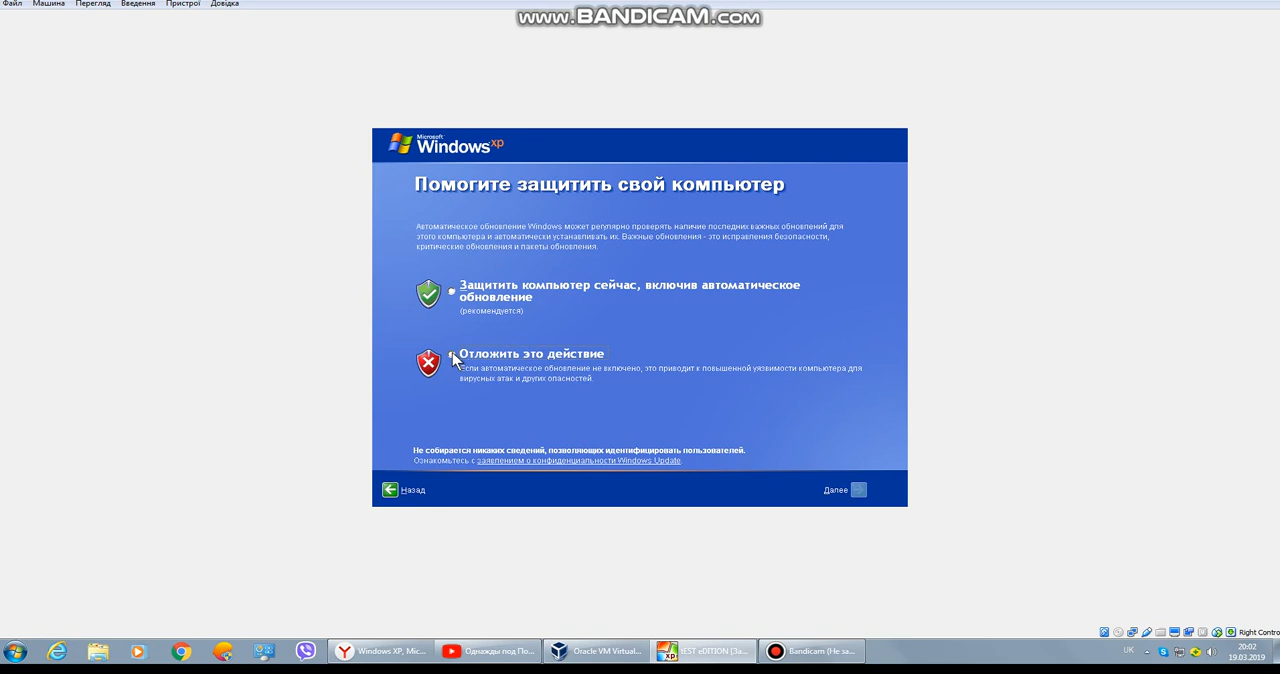 Файл Машина Перегляд Введення Пристрої Довідка
www.BANDICAM.COM
Microsoft
Windows xp
Помогите защитить свой компьютер
Автоматическое обновление Windows может регулярно проверять наличие последних важных обновлений для
этого компьютера и автоматически устанавливать их. Важные обновления - это исправления безопасности,
критические обновления и пакеты обновления.
Защитить компьютер сейчас, включив автоматическое
обновление
(рекомендуется)
Отложить это действие
Если автоматическое обновление не включено, это приводит к повышенной уязвимости компьютера для
вирусных атак и других опасностей.
Не собирается никаких сведений, позволяющих идентифицировать пользователей.
Ознакомьтесь с заявлением о конфиденциальности Windows Update.
Назад Далее
Right Contro
Windows XP, Mic... Однажды под По... Oracle VM Virtual... EST eDITION [За... Bandicam (Не за... UK 20:02
19.03.2019